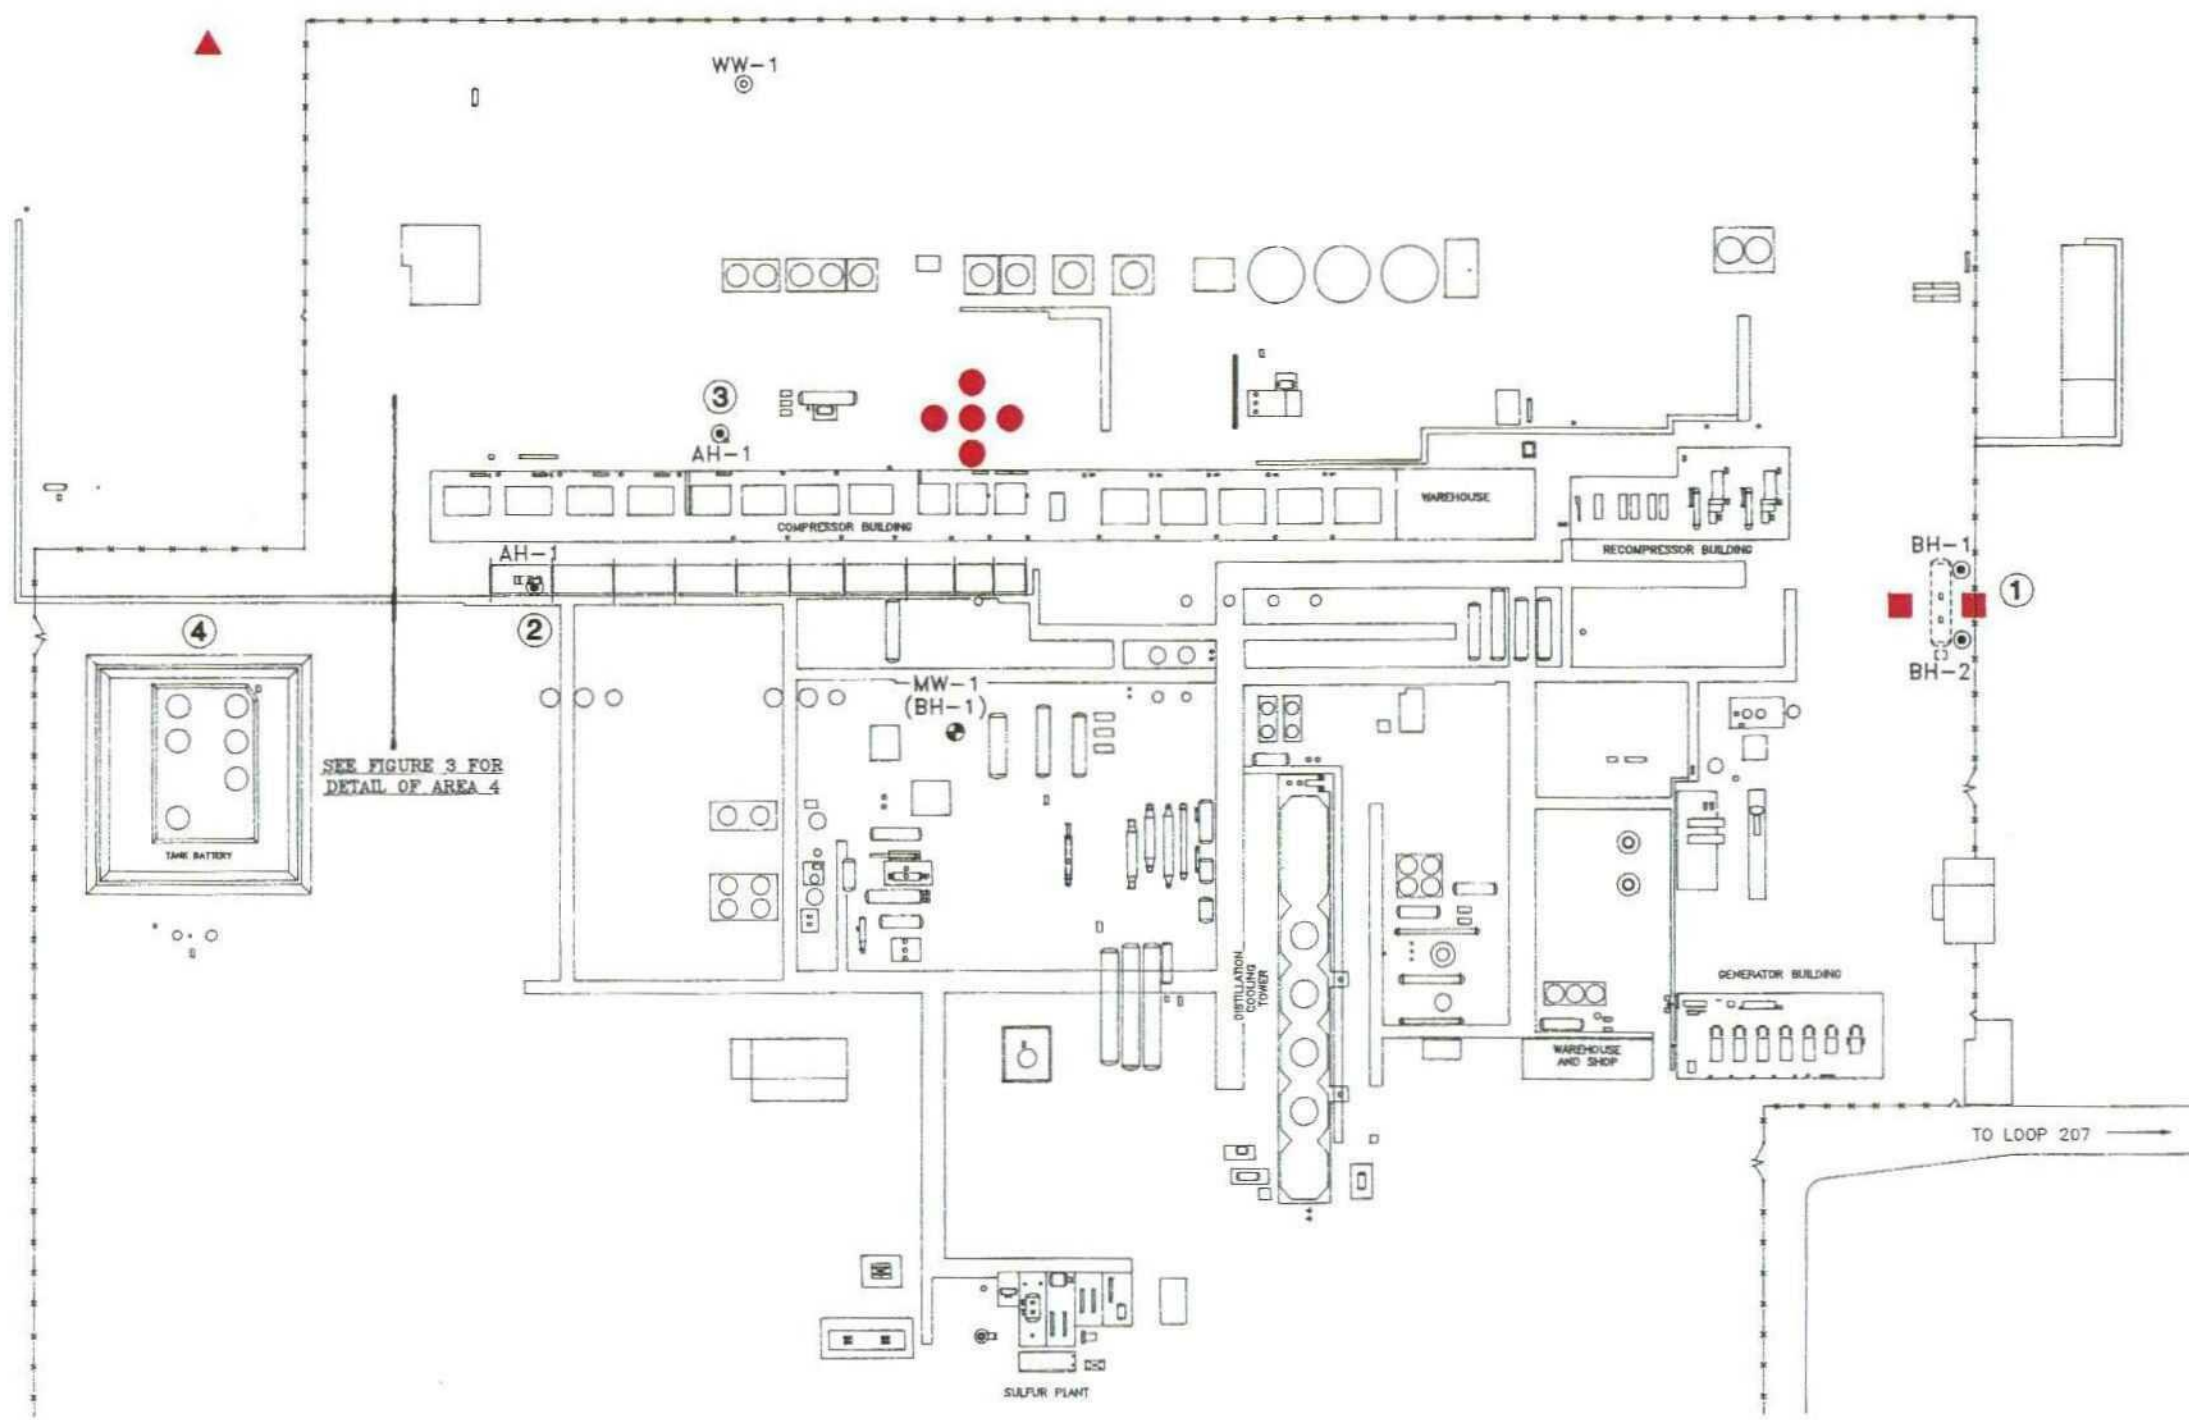 WW-1
③
AH-1
WAREHOUSE
COMPRESSOR BUILDING
RECOMPRESSOR BUILDING
AH-1
BH-1
①
④
②
BH-2
MW-1
(BH-1)
SEE FIGURE 3 FOR
DETAIL OF AREA 4
TANK BATTERY
DISTILLATION
COOLING
TOWER
GENERATOR BUILDING
WAREHOUSE
AND SHOP
TO LOOP 207
SULFUR PLANT